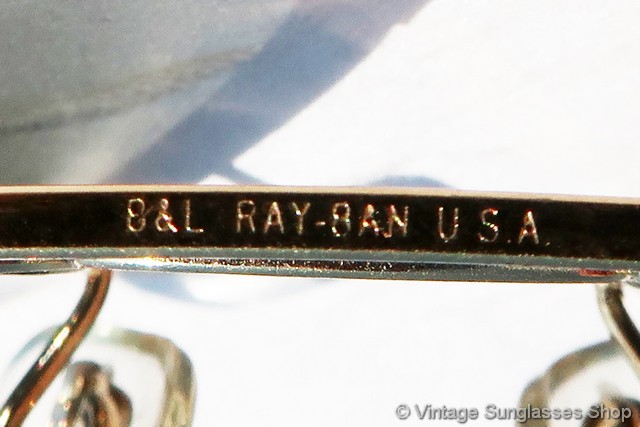 B&L RAY-BAN U.S.A.
© Vintage Sunglasses Shop